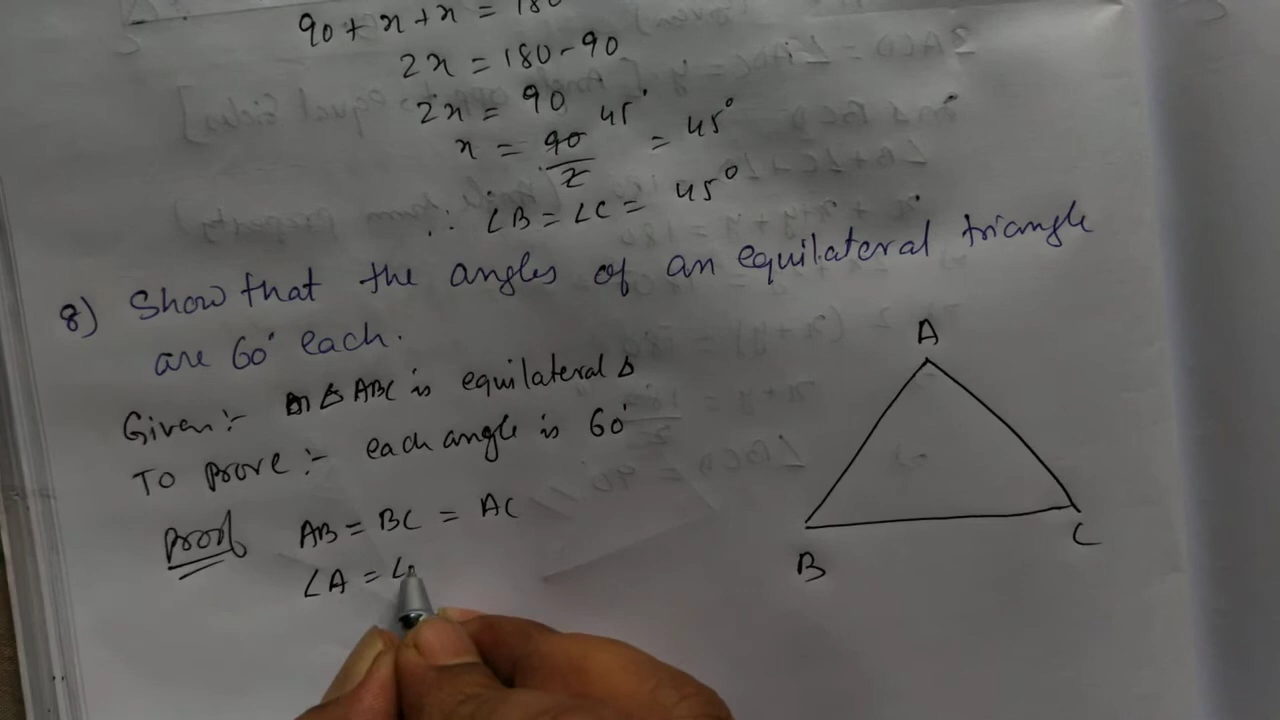 90 + x + x = 180
2x = 180 - 90
2x = 90
x = 90/2 45° = 45°
∴ ∠B = ∠C = 45°
8) Show that the angles of an equilateral triangle
are 60° each.
Given :- △ ABC is equilateral △
To prove :- each angle is 60°
Proof AB = BC = AC
∠A = ∠
A
B
C